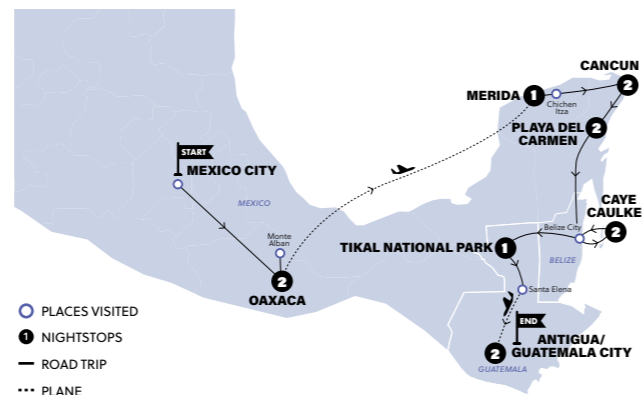 START
MEXICO CITY
MEXICO
Monte
Alban
2
OAXACA
MERIDA
1
Chichen
Itza
CANCUN
2
PLAYA DEL
CARMEN
2
CAYE
CAULKE
2
Belize City
BELIZE
TIKAL NATIONAL PARK
1
Santa Elena
END
ANTIGUA/
GUATEMALA CITY
2
GUATEMALA
PLACES VISITED
1 NIGHTSTOPS
ROAD TRIP
PLANE